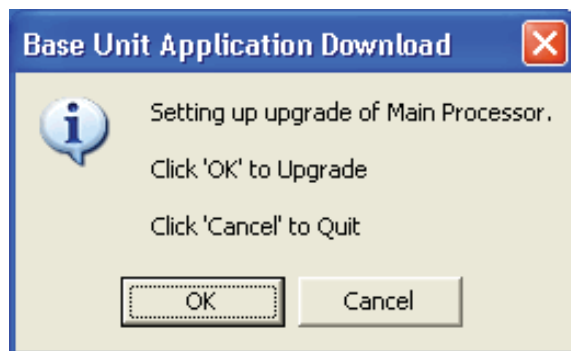 Base Unit Application Download
Setting up upgrade of Main Processor.
Click 'OK' to Upgrade
Click 'Cancel' to Quit
OK Cancel